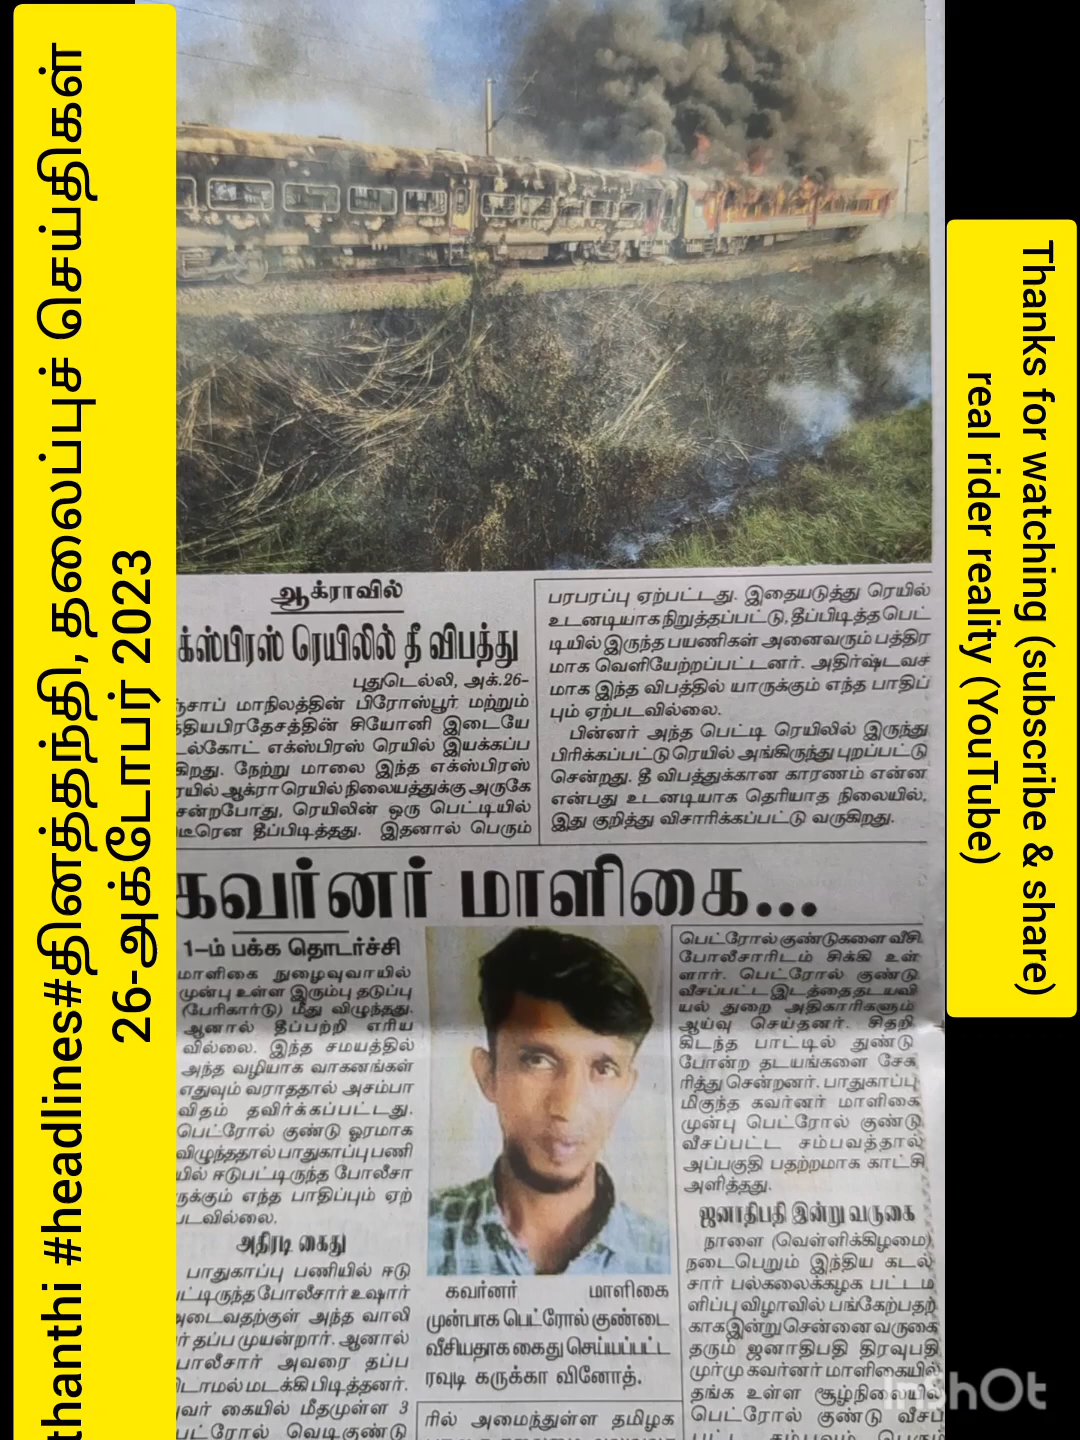 thanthi #headlines#தினத்தந்தி, தலைப்புச் செய்திகள்
26-அக்டோபர் 2023
ஆக்ராவில்
க்ஸ்பிரஸ் ரெயிலில் தீ விபத்து
புதுடெல்லி, அக்.26-
ஞ்சாப் மாநிலத்தின் பிரோஸ்பூர் மற்றும்
த்தியபிரதேசத்தின் சியோனி இடையே
டல்கோட் எக்ஸ்பிரஸ் ரெயில் இயக்கப்ப
கிறது. நேற்று மாலை இந்த எக்ஸ்பிரஸ்
ரயில் ஆக்ரா ரெயில் நிலையத்துக்கு அருகே
சன்றபோது, ரெயிலின் ஒரு பெட்டியில்
டீரென தீப்பிடித்தது. இதனால் பெரும்
பரபரப்பு ஏற்பட்டது. இதையடுத்து ரெயில்
உடனடியாக நிறுத்தப்பட்டு, தீப்பிடித்த பெட்
டியில் இருந்த பயணிகள் அனைவரும் பத்திர
மாக வெளியேற்றப்பட்டனர். அதிர்ஷ்டவச
மாக இந்த விபத்தில் யாருக்கும் எந்த பாதிப்
பும் ஏற்படவில்லை.
பின்னர் அந்த பெட்டி ரெயிலில் இருந்து
பிரிக்கப்பட்டு ரெயில் அங்கிருந்து புறப்பட்டு
சென்றது. தீ விபத்துக்கான காரணம் என்ன
என்பது உடனடியாக தெரியாத நிலையில்,
இது குறித்து விசாரிக்கப்பட்டு வருகிறது.
கவர்னர் மாளிகை...
1-ம் பக்க தொடர்ச்சி
மாளிகை நுழைவுவாயில்
முன்பு உள்ள இரும்பு தடுப்பு
(பேரிகார்டு) மீது விழுந்தது.
ஆனால் தீப்பற்றி எரிய
வில்லை. இந்த சமயத்தில்
அந்த வழியாக வாகனங்கள்
எதுவும் வராததால் அசம்பா
விதம் தவிர்க்கப்பட்டது.
பெட்ரோல் குண்டு ஓரமாக
விழுந்ததால் பாதுகாப்பு பணி
யில் ஈடுபட்டிருந்த போலீசா
ருக்கும் எந்த பாதிப்பும் ஏற்
படவில்லை.
அதிரடி கைது
பாதுகாப்பு பணியில் ஈடு
பட்டிருந்த போலீசார் உஷார்
அடைவதற்குள் அந்த வாலி
ர் தப்ப முயன்றார். ஆனால்
பாலீசார் அவரை தப்ப
டொமல் மடக்கி பிடித்தனர்.
வர் கையில் மீதமுள்ள 3
பட்ரோல் வெடிகுண்டு
கவர்னர் மாளிகை
முன்பாக பெட்ரோல் குண்டை
வீசியதாக கைது செய்யப்பட்ட
ரவுடி கருக்கா வினோத்.
ரில் அமைந்துள்ள தமிழக
பெட்ரோல் குண்டுகளை வீசி
போலீசாரிடம் சிக்கி உள்
ளார். பெட்ரோல் குண்டு
வீசப்பட்ட இடத்தை தடயவி
யல் துறை அதிகாரிகளும்
ஆய்வு செய்தனர். சிதறி
கிடந்த பாட்டில் துண்டு
போன்ற தடயங்களை சேக
ரித்து சென்றனர். பாதுகாப்பு
மிகுந்த கவர்னர் மாளிகை
முன்பு பெட்ரோல் குண்டு
வீசப்பட்ட சம்பவத்தால்
அப்பகுதி பதற்றமாக காட்சி
அளித்தது.
ஜனாதிபதி இன்று வருகை
நாளை (வெள்ளிக்கிழமை)
நடைபெறும் இந்திய கடல்
சார் பல்கலைக்கழக பட்டம
ளிப்பு விழாவில் பங்கேற்பதற்
காக இன்று சென்னை வருகை
தரும் ஜனாதிபதி திரவுபதி
முர்மு கவர்னர் மாளிகையில்
தங்க உள்ள சூழ்நிலையில்
பெட்ரோல் குண்டு வீசப்
Thanks for watching (subscribe & share)
real rider reality (YouTube)
InShOt